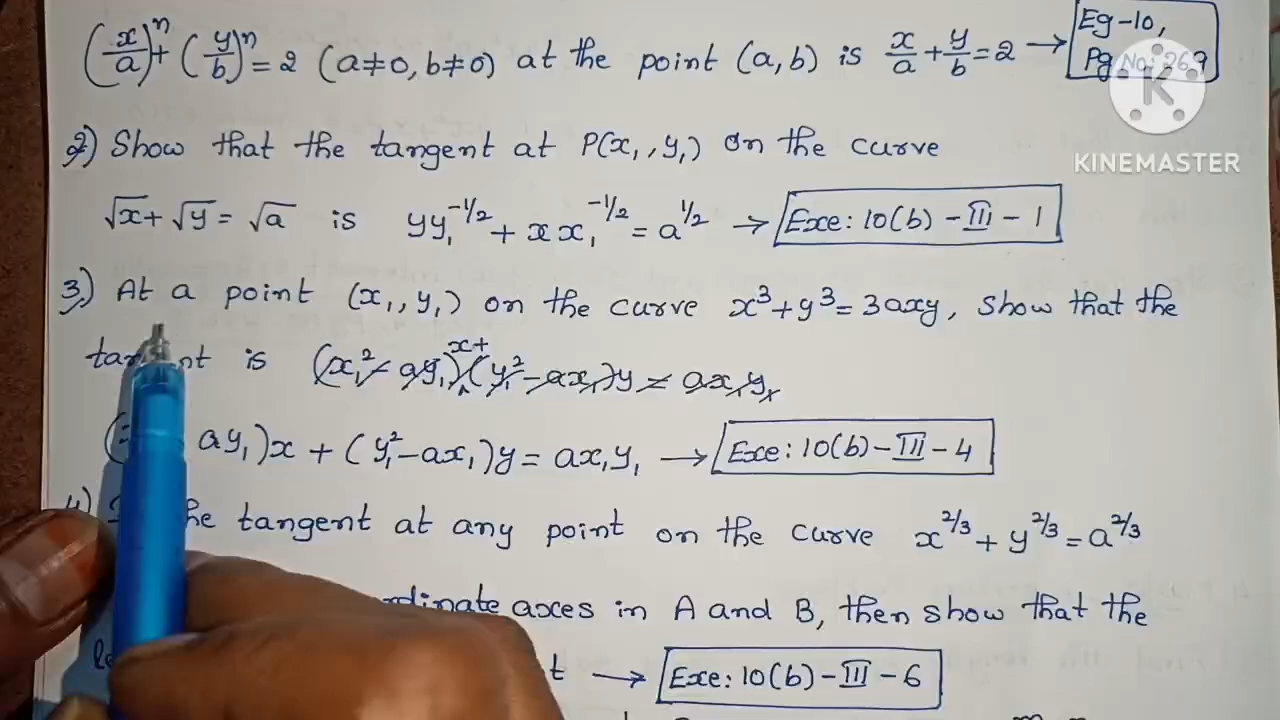 (x/a)^n + (y/b)^n = 2 (a≠0, b≠0) at the point (a, b) is x/a + y/b = 2 → Eg-10,
Pg No: 269
KINEMASTER
2) Show that the tangent at P(x₁, y₁) on the curve
√x + √y = √a is yy₁^-1/2 + xx₁^-1/2 = a^1/2 → Exe: 10(b) - III - 1
3) At a point (x₁, y₁) on the curve x³ + y³ = 3axy, show that the
is (x₁² - ay₁)x + (y₁² - ax₁)y = ax₁y₁
ay₁)x + (y₁² - ax₁)y = ax₁y₁ → Exe: 10(b) - III - 4
4) the tangent at any point on the curve x^2/3 + y^2/3 = a^2/3
axes in A and B, then show that the
→ Exe: 10(b) - III - 6